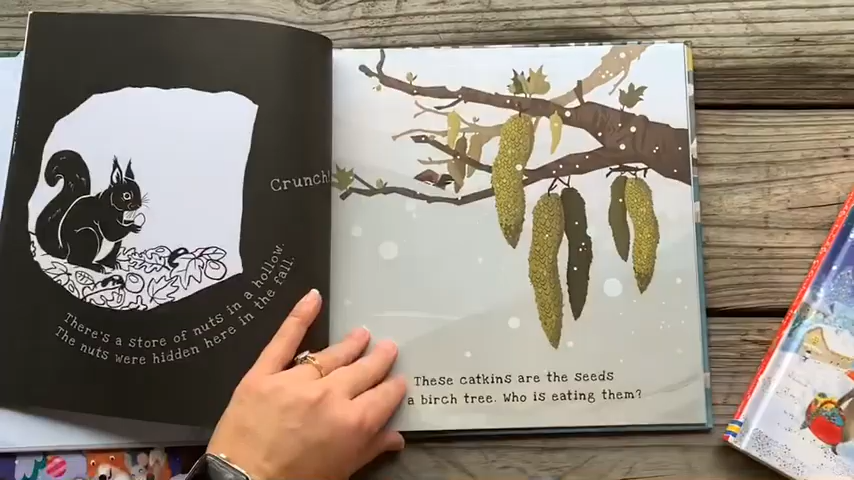 Crunch!
There's a store of nuts in a hollow.
The nuts were hidden here in the fall.
These catkins are the seeds
a birch tree. Who is eating them?